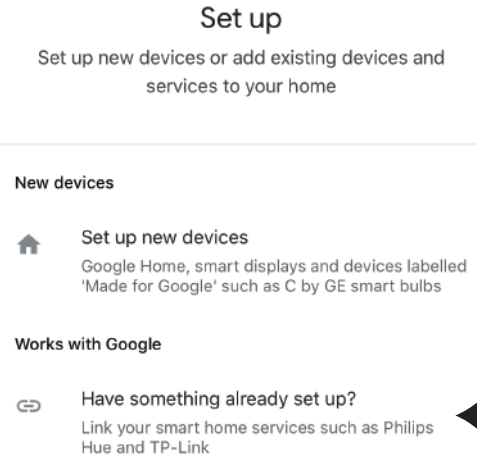 Set up
Set up new devices or add existing devices and
services to your home
New devices
Set up new devices
Google Home, smart displays and devices labelled
'Made for Google' such as C by GE smart bulbs
Works with Google
Have something already set up?
Link your smart home services such as Philips
Hue and TP-Link